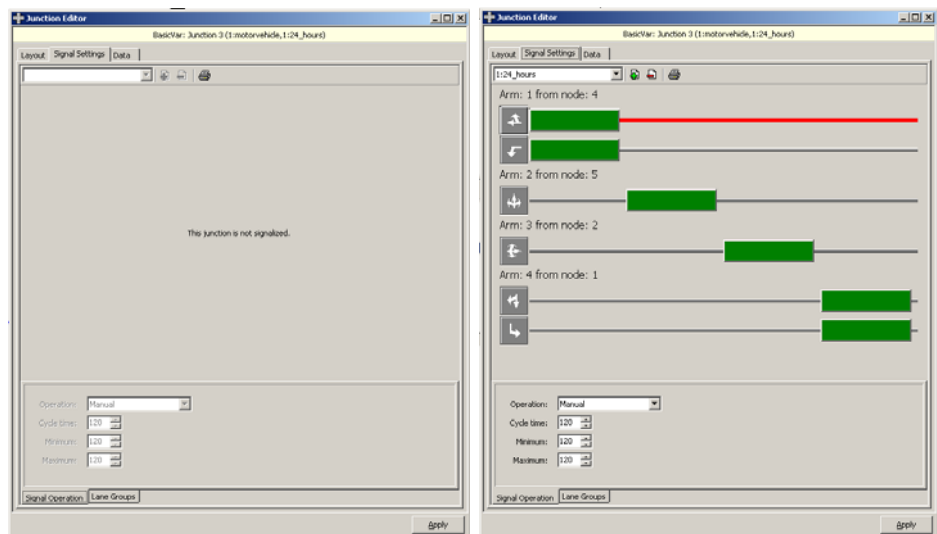 Junction Editor
BasicVar: Junction 3 (1:motorvehicle,1:24_hours)
Layout Signal Settings Data
This junction is not signalized.
Operation: Manual
Cycle time: 120
Minimum: 120
Maximum: 120
Signal Operation Lane Groups
Apply
Junction Editor
BasicVar: Junction 3 (1:motorvehicle,1:24_hours)
Layout Signal Settings Data
1:24_hours
Arm: 1 from node: 4
Arm: 2 from node: 5
Arm: 3 from node: 2
Arm: 4 from node: 1
Operation: Manual
Cycle time: 120
Minimum: 120
Maximum: 120
Signal Operation Lane Groups
Apply